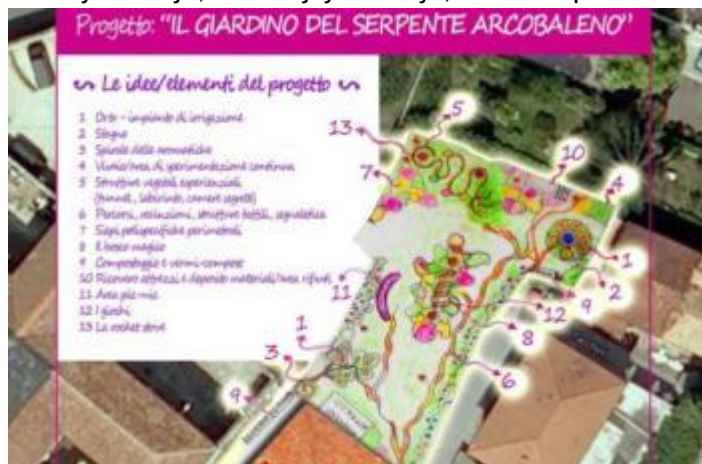 Progetto: "IL GIARDINO DEL SERPENTE ARCOBALENO"
Le idee/elementi del progetto
1 Orti - impianto di irrigazione
2 Stagno
3 Spirale delle aromatiche
4 Vivaio/area di sperimentazione continua
5 Strutture vegetali esperienziali
(tunnel, labirinto, camere segrete)
6 Percorsi, recinzioni, strutture tattili, segnaletica
7 Siepi polispecifiche perimetrali
8 Il bosco magico
9 Compostaggio e vermi-compost
10 Ricovero attrezzi e deposito materiali/area rifiuti
11 Area pic-nic
12 I giochi
13 La rocket stove
5
13
10
7
4
1
11
9
2
12
1
8
3
6
9